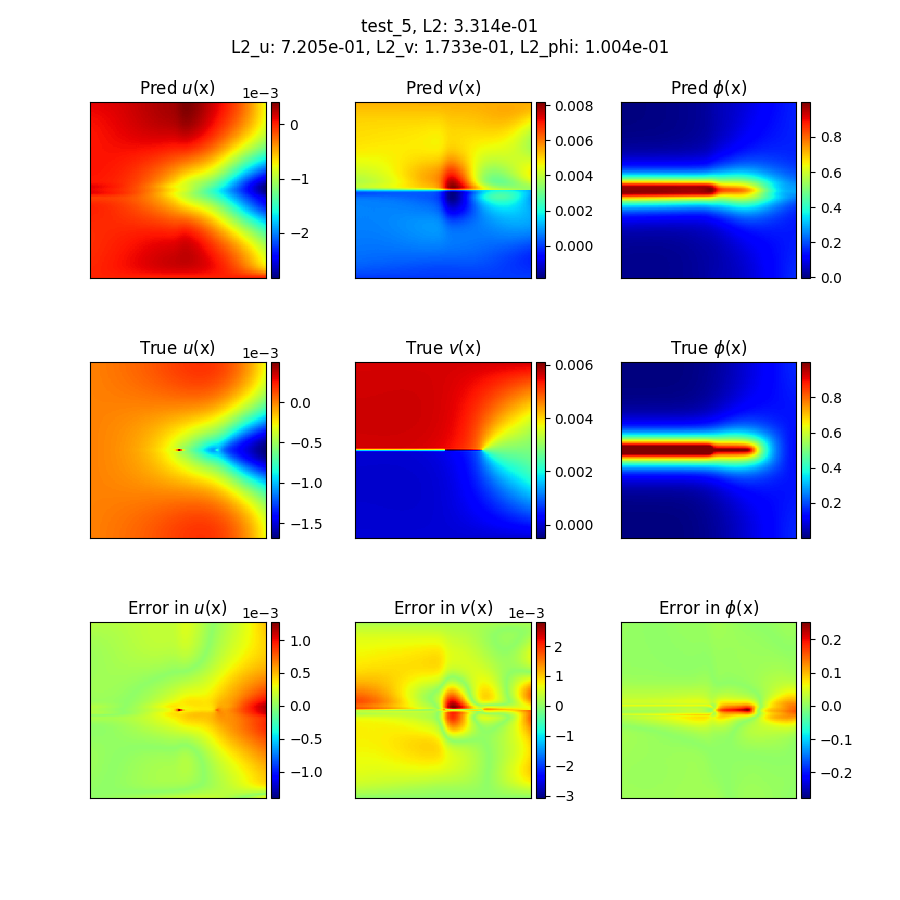 test_5, L2: 3.314e-01
L2_u: 7.205e-01, L2_v: 1.733e-01, L2_phi: 1.004e-01
Pred u(x)
1e−3
0
−1
−2
Pred v(x)
0.008
0.006
0.004
0.002
0.000
Pred ϕ(x)
0.8
0.6
0.4
0.2
0.0
True u(x)
1e−3
0.0
−0.5
−1.0
−1.5
True v(x)
0.006
0.004
0.002
0.000
True ϕ(x)
0.8
0.6
0.4
0.2
Error in u(x)
1e−3
1.0
0.5
0.0
−0.5
−1.0
Error in v(x)
1e−3
2
1
0
−1
−2
−3
Error in ϕ(x)
0.2
0.1
0.0
−0.1
−0.2